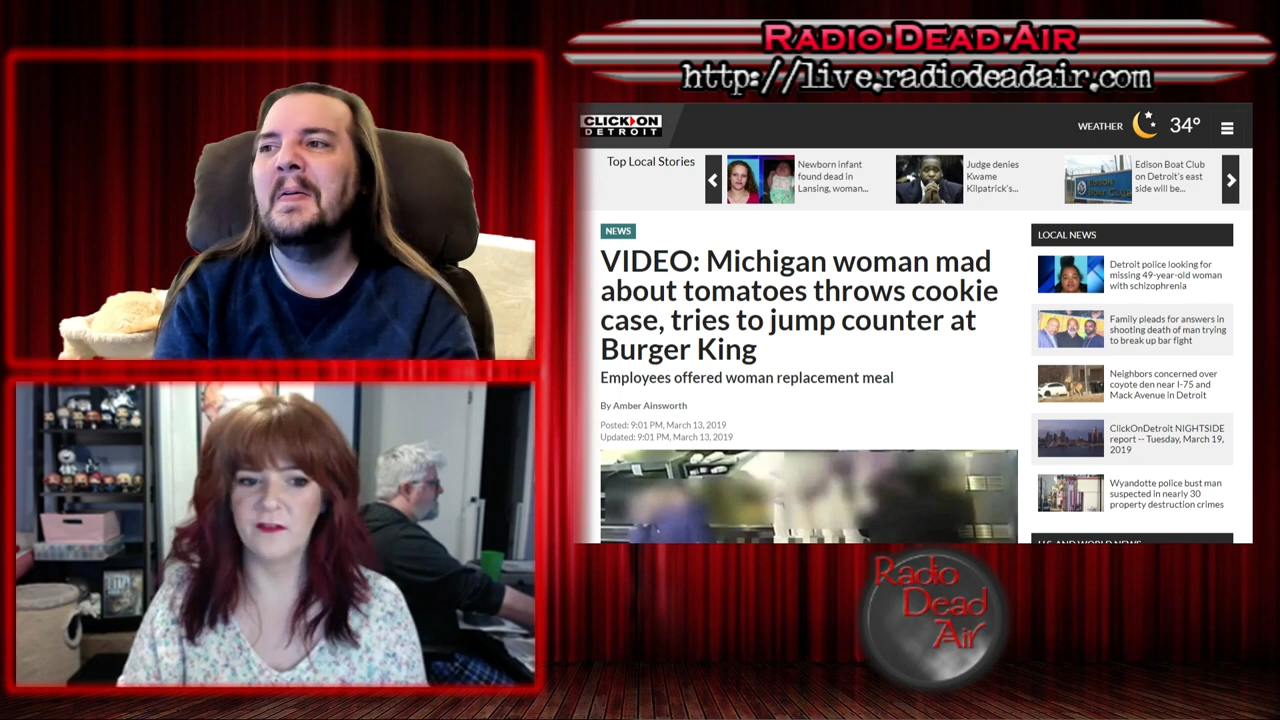 RADIO DEAD AIR
http://live.radiodeadair.com
CLICK ON
DETROIT
WEATHER
34°
Top Local Stories
Newborn infant
found dead in
Lansing, woman...
Judge denies
Kwame
Kilpatrick's...
Edison Boat Club
on Detroit's east
side will be...
NEWS
VIDEO: Michigan woman mad
about tomatoes throws cookie
case, tries to jump counter at
Burger King
Employees offered woman replacement meal
By Amber Ainsworth
Posted: 9:01 PM, March 13, 2019
Updated: 9:01 PM, March 13, 2019
LOCAL NEWS
Detroit police looking for
missing 49-year-old woman
with schizophrenia
Family pleads for answers in
shooting death of man trying
to break up bar fight
Neighbors concerned over
coyote den near I-75 and
Mack Avenue in Detroit
ClickOnDetroit NIGHTSIDE
report -- Tuesday, March 19,
2019
Wyandotte police bust man
suspected in nearly 30
property destruction crimes
U.S. AND WORLD NEWS
Radio
Dead
Air